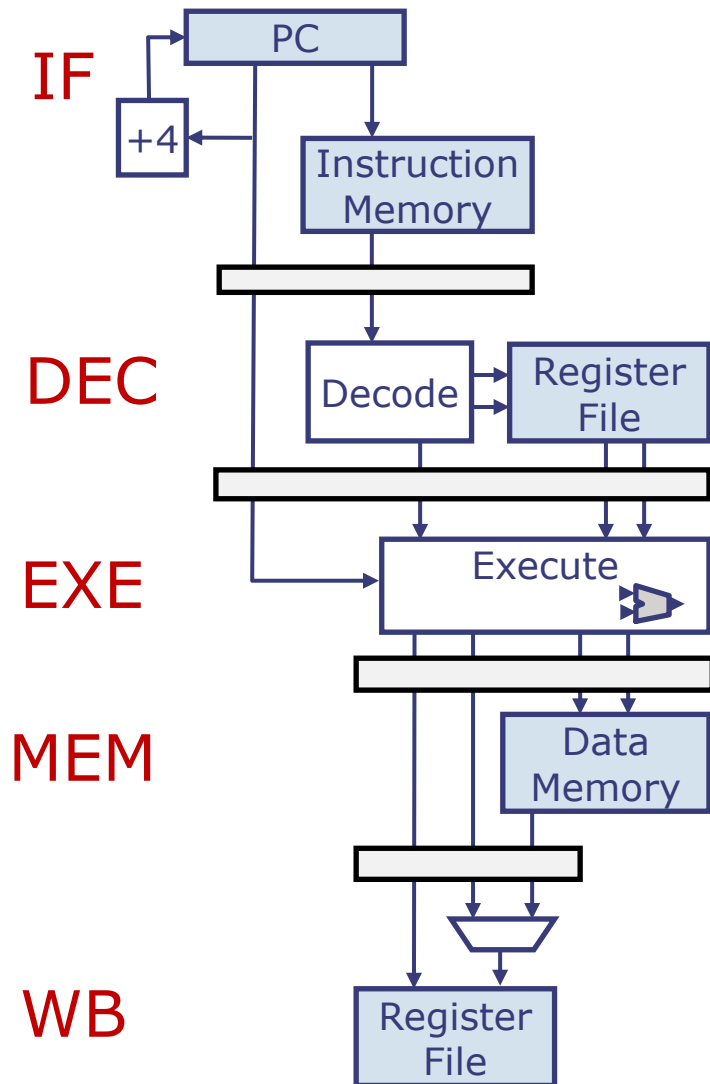 PC
IF
+4
Instruction
Memory
DEC
Decode
Register
File
EXE
Execute
MEM
Data
Memory
WB
Register
File